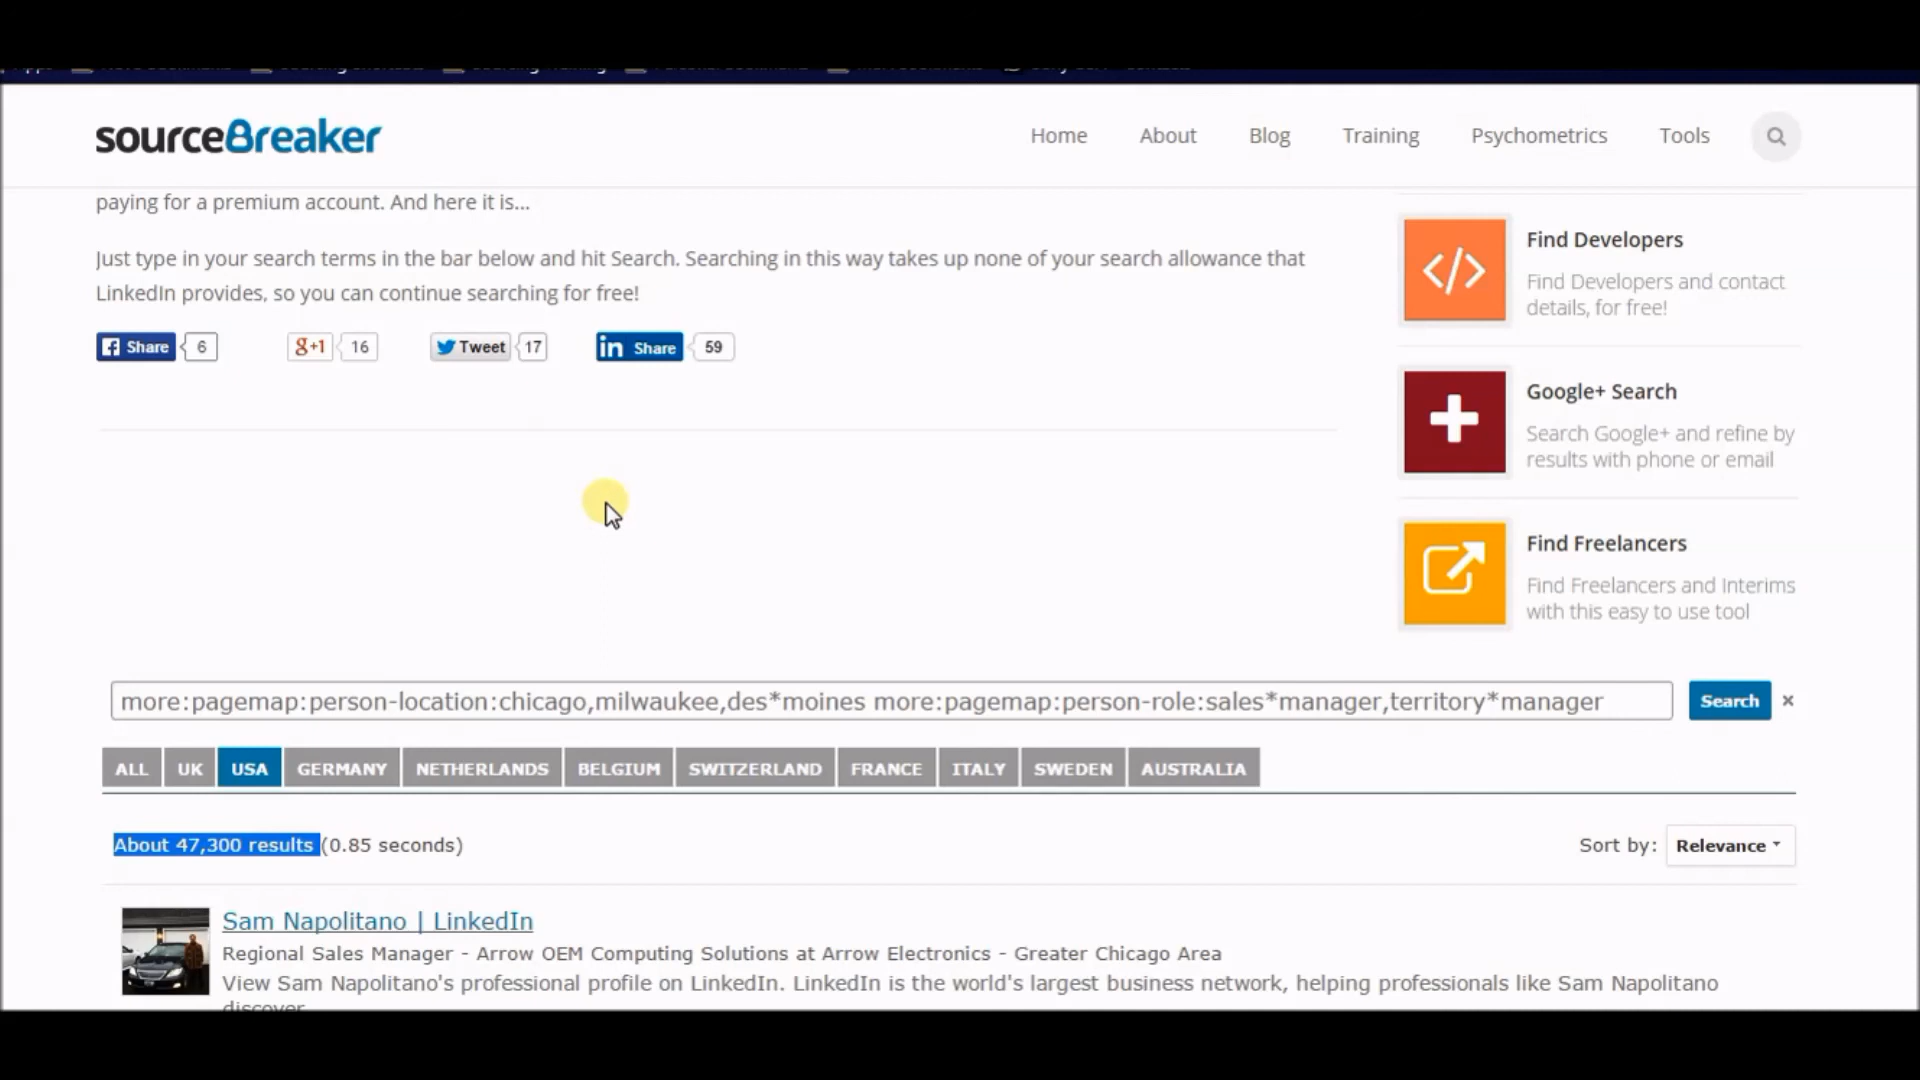 sourceBreaker
Home About Blog Training Psychometrics Tools
paying for a premium account. And here it is...
Just type in your search terms in the bar below and hit Search. Searching in this way takes up none of your search allowance that
LinkedIn provides, so you can continue searching for free!
Share 6 g+1 16 Tweet 17 in Share 59
Find Developers
Find Developers and contact
details, for free!
Google+ Search
Search Google+ and refine by
results with phone or email
Find Freelancers
Find Freelancers and Interims
with this easy to use tool
more:pagemap:person-location:chicago,milwaukee,des*moines more:pagemap:person-role:sales*manager,territory*manager
Search ×
ALL UK USA GERMANY NETHERLANDS BELGIUM SWITZERLAND FRANCE ITALY SWEDEN AUSTRALIA
About 47,300 results (0.85 seconds)
Sort by: Relevance
Sam Napolitano | LinkedIn
Regional Sales Manager - Arrow OEM Computing Solutions at Arrow Electronics - Greater Chicago Area
View Sam Napolitano's professional profile on LinkedIn. LinkedIn is the world's largest business network, helping professionals like Sam Napolitano
discover